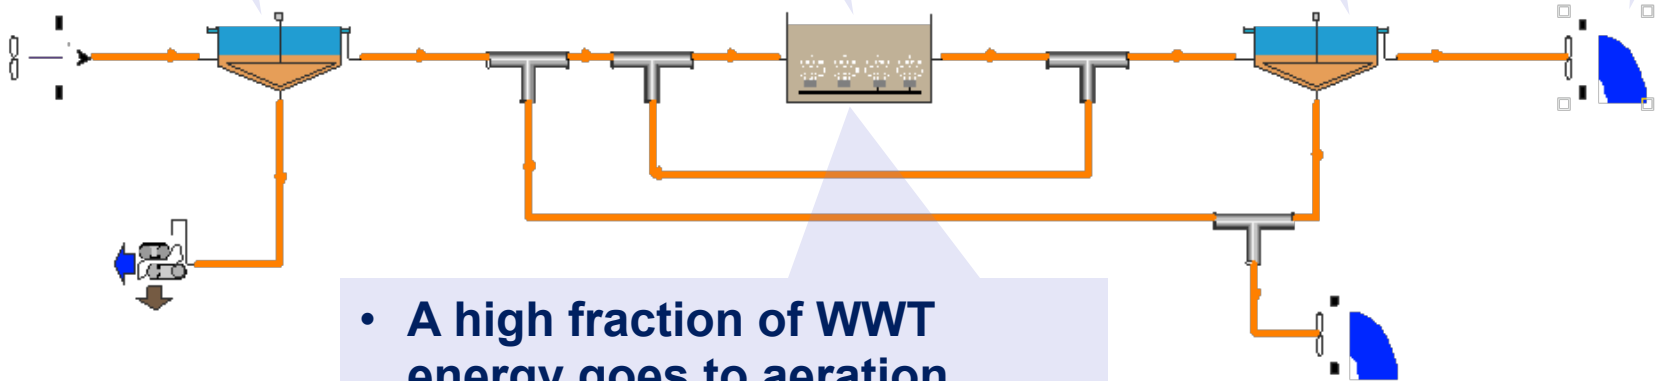 • A high fraction of WWT
energy goes to aeration